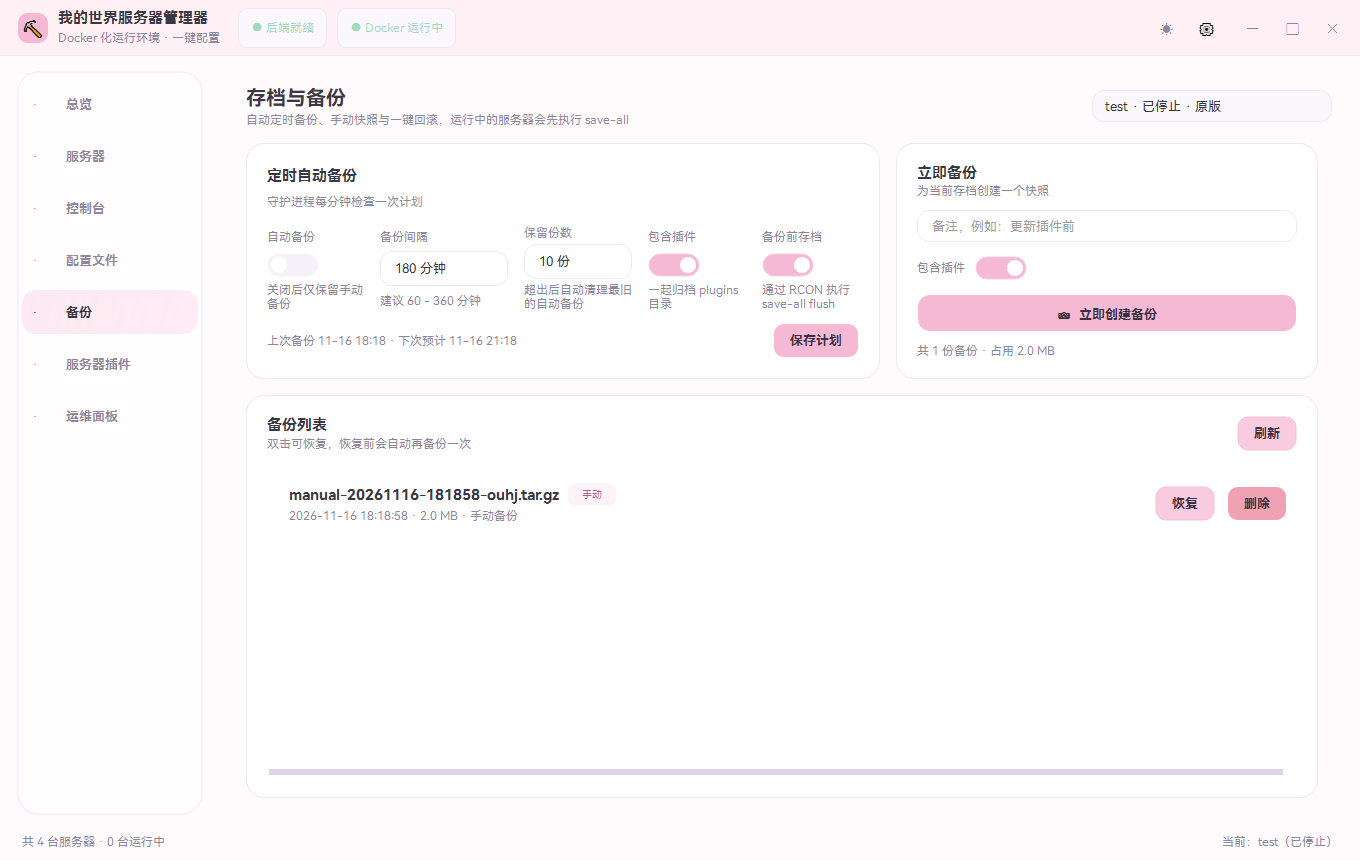 我的世界服务器管理器
Docker 化运行环境 · 一键配置
后端就绪
Docker 运行中
总览
服务器
控制台
配置文件
备份
服务器插件
运维面板
存档与备份
自动定时备份、手动快照与一键回滚，运行中的服务器会先执行 save-all
test · 已停止 · 原版
定时自动备份
守护进程每分钟检查一次计划
自动备份
关闭后仅保留手动
备份
备份间隔
180 分钟
建议 60 – 360 分钟
保留份数
10 份
超出后自动清理最旧
的自动备份
包含插件
一起归档 plugins
目录
备份前存档
通过 RCON 执行
save-all flush
上次备份 11-16 18:18 · 下次预计 11-16 21:18
保存计划
立即备份
为当前存档创建一个快照
备注，例如：更新插件前
包含插件
立即创建备份
共 1 份备份 · 占用 2.0 MB
备份列表
双击可恢复，恢复前会自动再备份一次
刷新
manual-20261116-181858-ouhj.tar.gz
手动
2026-11-16 18:18:58 · 2.0 MB · 手动备份
恢复
删除
共 4 台服务器 · 0 台运行中
当前：test（已停止）